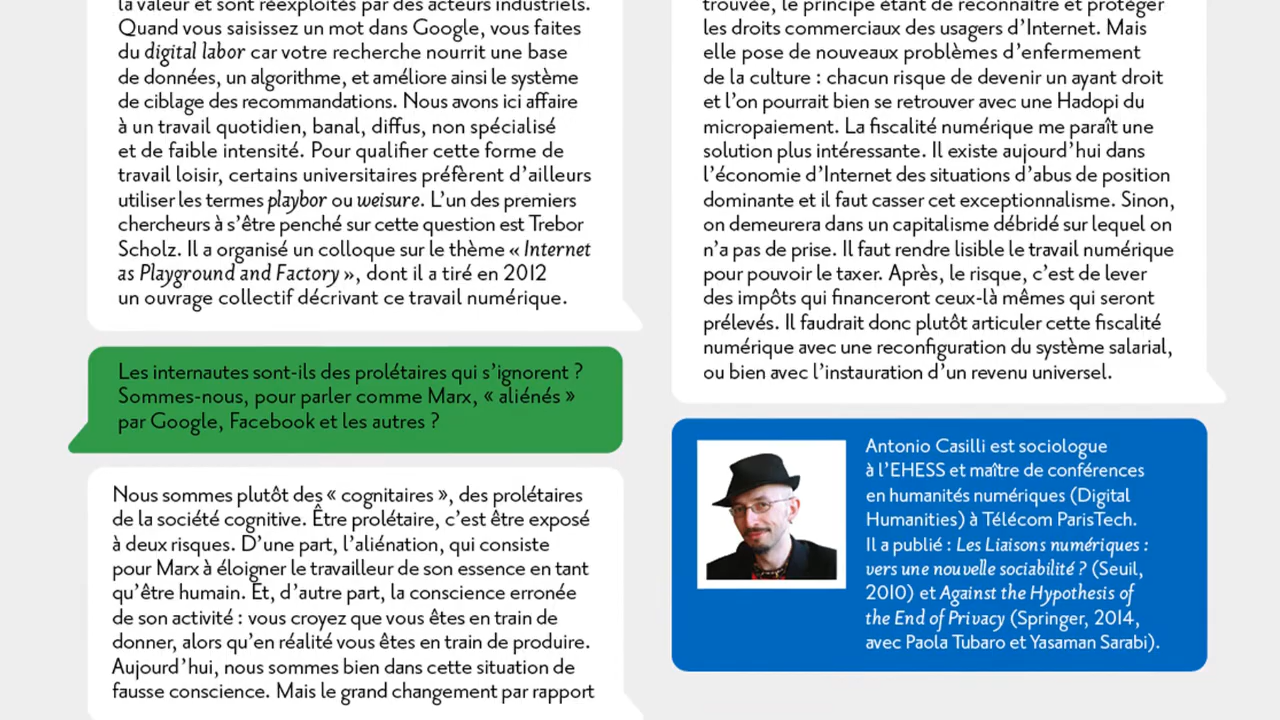 la valeur et sont réexploités par des acteurs industriels.
Quand vous saisissez un mot dans Google, vous faites
du digital labor car votre recherche nourrit une base
de données, un algorithme, et améliore ainsi le système
de ciblage des recommandations. Nous avons ici affaire
à un travail quotidien, banal, diffus, non spécialisé
et de faible intensité. Pour qualifier cette forme de
travail loisir, certains universitaires préfèrent d’ailleurs
utiliser les termes playbor ou weisure. L’un des premiers
chercheurs à s’être penché sur cette question est Trebor
Scholz. Il a organisé un colloque sur le thème « Internet
as Playground and Factory », dont il a tiré en 2012
un ouvrage collectif décrivant ce travail numérique.
Les internautes sont-ils des prolétaires qui s’ignorent ?
Sommes-nous, pour parler comme Marx, « aliénés »
par Google, Facebook et les autres ?
Nous sommes plutôt des « cognitaires », des prolétaires
de la société cognitive. Être prolétaire, c’est être exposé
à deux risques. D’une part, l’aliénation, qui consiste
pour Marx à éloigner le travailleur de son essence en tant
qu’être humain. Et, d’autre part, la conscience erronée
de son activité : vous croyez que vous êtes en train de
donner, alors qu’en réalité vous êtes en train de produire.
Aujourd’hui, nous sommes bien dans cette situation de
fausse conscience. Mais le grand changement par rapport
trouvée, le principe étant de reconnaître et protéger
les droits commerciaux des usagers d’Internet. Mais
elle pose de nouveaux problèmes d’enfermement
de la culture : chacun risque de devenir un ayant droit
et l’on pourrait bien se retrouver avec une Hadopi du
micropaiement. La fiscalité numérique me paraît une
solution plus intéressante. Il existe aujourd’hui dans
l’économie d’Internet des situations d’abus de position
dominante et il faut casser cet exceptionnalisme. Sinon,
on demeurera dans un capitalisme débridé sur lequel on
n’a pas de prise. Il faut rendre lisible le travail numérique
pour pouvoir le taxer. Après, le risque, c’est de lever
des impôts qui financeront ceux-là mêmes qui seront
prélevés. Il faudrait donc plutôt articuler cette fiscalité
numérique avec une reconfiguration du système salarial,
ou bien avec l’instauration d’un revenu universel.
Antonio Casilli est sociologue
à l’EHESS et maître de conférences
en humanités numériques (Digital
Humanities) à Télécom ParisTech.
Il a publié : Les Liaisons numériques :
vers une nouvelle sociabilité ? (Seuil,
2010) et Against the Hypothesis of
the End of Privacy (Springer, 2014,
avec Paola Tubaro et Yasaman Sarabi).